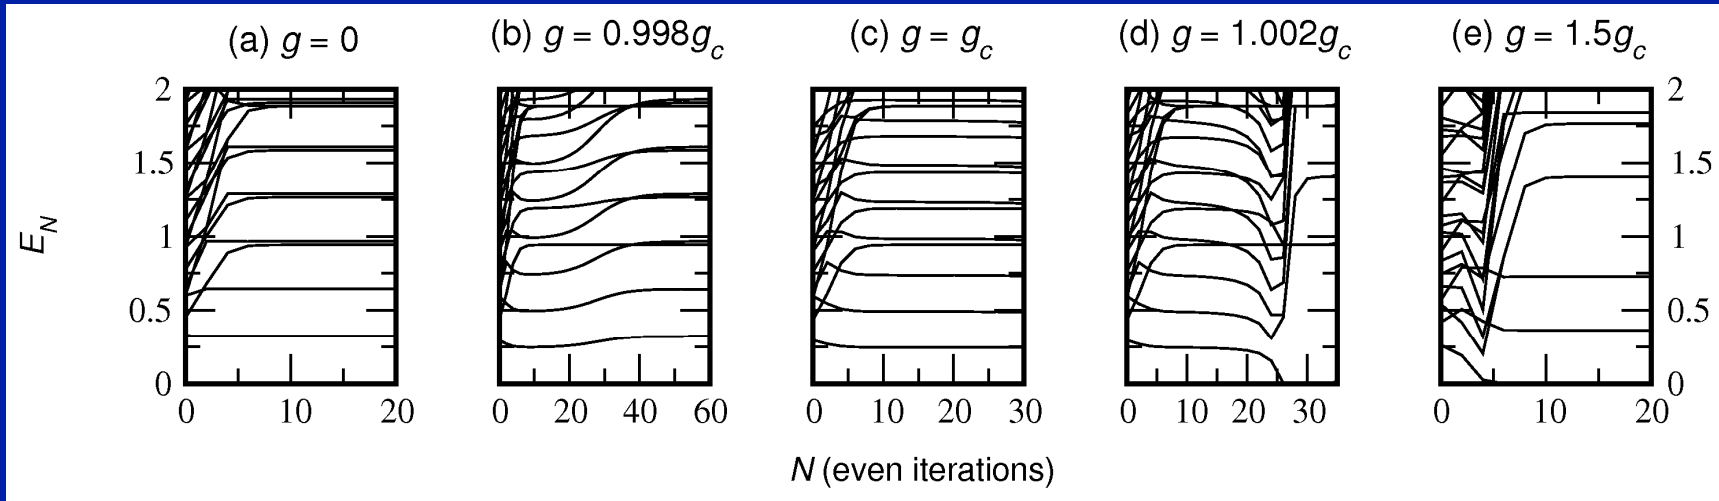 (a) g = 0
(b) g = 0.998g_c
(c) g = g_c
(d) g = 1.002g_c
(e) g = 1.5g_c
2
1.5
1
0.5
0
E_N
2
1.5
1
0.5
0
0 10 20
0 20 40 60
0 10 20 30
0 10 20 30
0 10 20
N (even iterations)